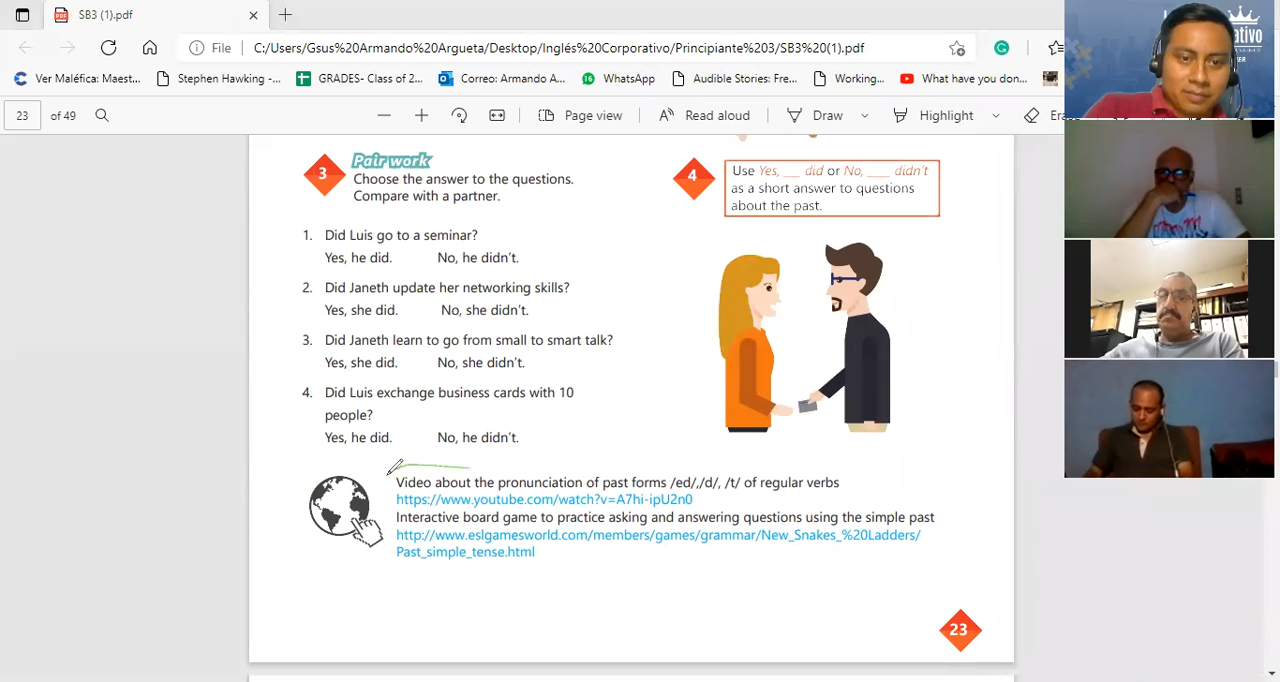 SB3 (1).pdf
File
C:/Users/Gsus%20Armando%20Argueta/Desktop/Inglés%20Corporativo/Principiante%203/SB3%20(1).pdf
Ver Maléfica: Maest...
Stephen Hawking -...
GRADES- Class of 2...
Correo: Armando A...
16
WhatsApp
Audible Stories: Fre...
Working...
What have you don...
23 of 49
Page view
Read aloud
Draw
Highlight
Pair work
3
Choose the answer to the questions.
Compare with a partner.
1. Did Luis go to a seminar?
Yes, he did. No, he didn't.
2. Did Janeth update her networking skills?
Yes, she did. No, she didn't.
3. Did Janeth learn to go from small to smart talk?
Yes, she did. No, she didn't.
4. Did Luis exchange business cards with 10
people?
Yes, he did. No, he didn't.
4
Use Yes, __ did or No, ___ didn't
as a short answer to questions
about the past.
Video about the pronunciation of past forms /ed/,/d/, /t/ of regular verbs
https://www.youtube.com/watch?v=A7hi-ipU2n0
Interactive board game to practice asking and answering questions using the simple past
http://www.eslgamesworld.com/members/games/grammar/New_Snakes_%20Ladders/
Past_simple_tense.html
23